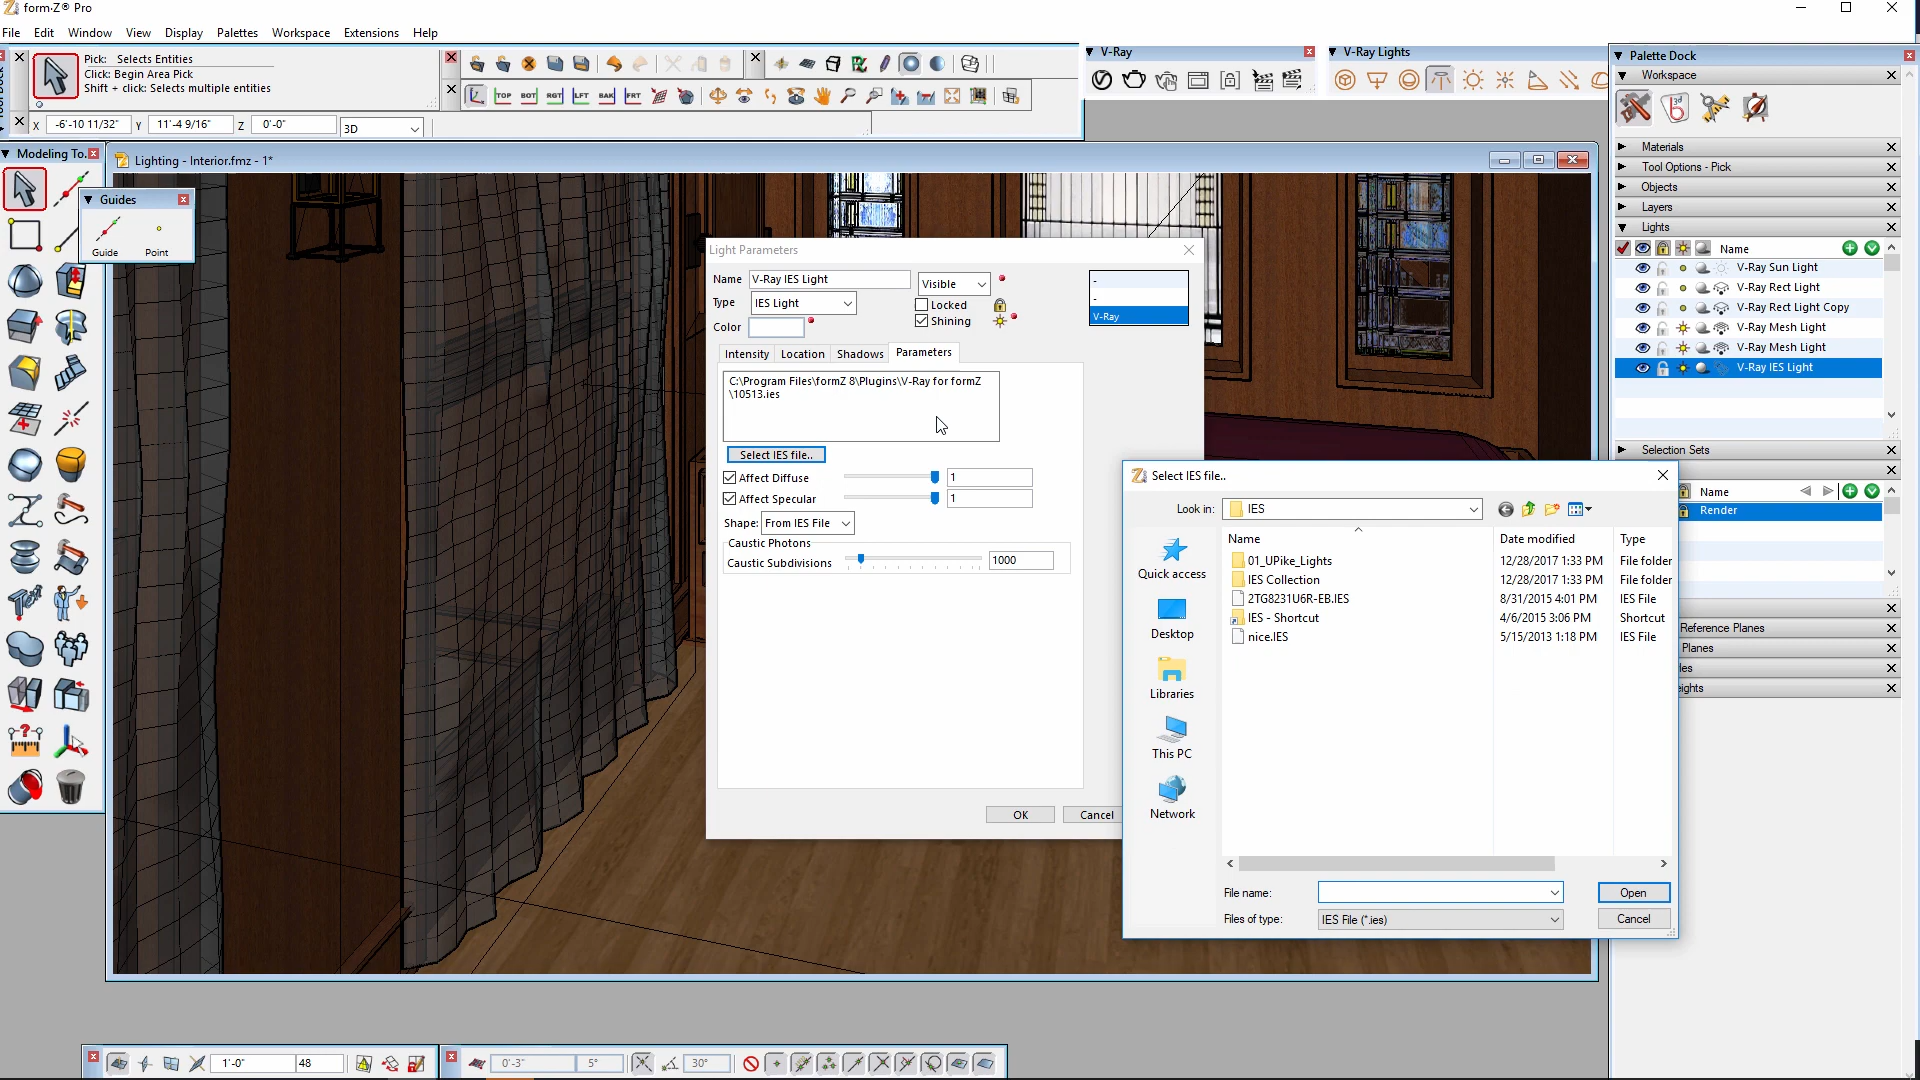 form·Z® Pro
File Edit Window View Display Palettes Workspace Extensions Help
Pick: Selects Entities
Click: Begin Area Pick
Shift + click: Selects multiple entities
TOP BOT RGT LFT BAK FRT
X -6'-10 11/32" Y 11'-4 9/16" Z 0'-0" 3D
V-Ray
V-Ray Lights
Modeling To.
Guides
Guide Point
Lighting - Interior.fmz - 1*
Light Parameters
Name V-Ray IES Light Visible
Type IES Light Locked
Color Shining
-
-
V-Ray
Intensity Location Shadows Parameters
C:\Program Files\formZ 8\Plugins\V-Ray for formZ
\10513.ies
Select IES file..
Affect Diffuse 1
Affect Specular 1
Shape: From IES File
Caustic Photons
Caustic Subdivisions 1000
OK Cancel
Select IES file..
Look in: IES
Name Date modified Type
01_UPike_Lights 12/28/2017 1:33 PM File folder
IES Collection 12/28/2017 1:33 PM File folder
2TG8231U6R-EB.IES 8/31/2015 4:01 PM IES File
IES - Shortcut 4/6/2015 3:06 PM Shortcut
nice.IES 5/15/2013 1:18 PM IES File
Quick access
Desktop
Libraries
This PC
Network
File name: Open
Files of type: IES File (*.ies) Cancel
Palette Dock
Workspace
Materials
Tool Options - Pick
Objects
Layers
Lights
Name
V-Ray Sun Light
V-Ray Rect Light
V-Ray Rect Light Copy
V-Ray Mesh Light
V-Ray Mesh Light
V-Ray IES Light
Selection Sets
Name
Render
Reference Planes
Planes
les
eights
1'-0" 48
0'-3" 5° 30°